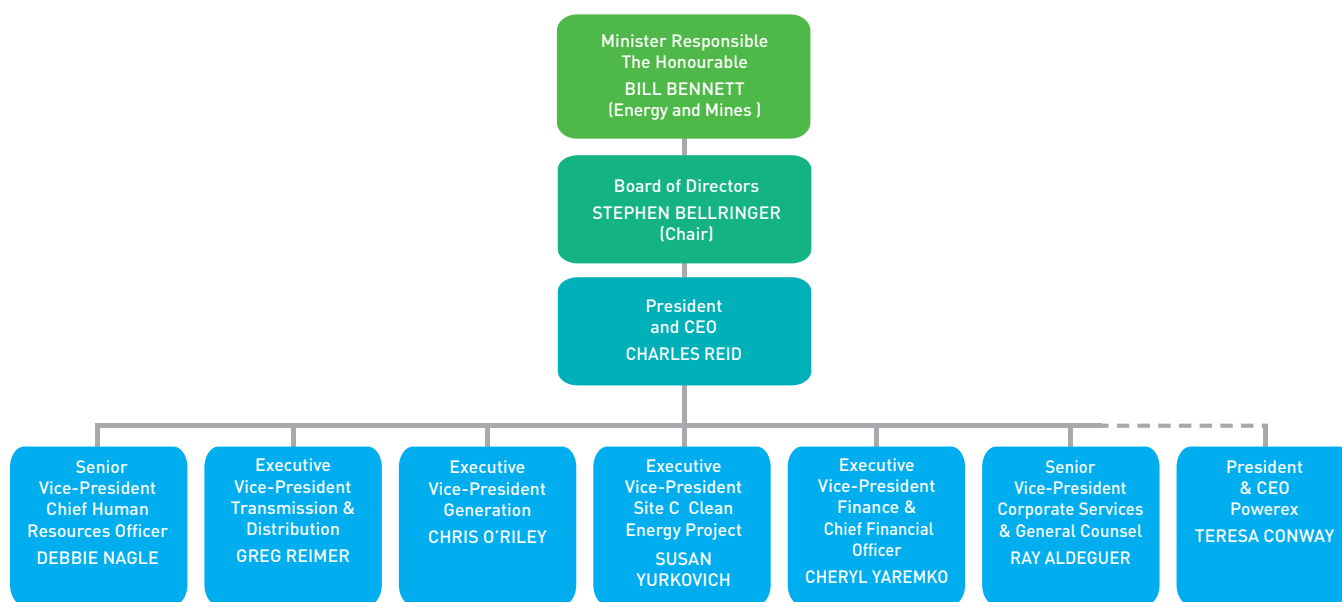 Minister Responsible
The Honourable
BILL BENNETT
(Energy and Mines )
Board of Directors
STEPHEN BELLRINGER
(Chair)
President
and CEO
CHARLES REID
Senior
Vice-President
Chief Human
Resources Officer
DEBBIE NAGLE
Executive
Vice-President
Transmission &
Distribution
GREG REIMER
Executive
Vice-President
Generation
CHRIS O'RILEY
Executive
Vice-President
Site C Clean
Energy Project
SUSAN
YURKOVICH
Executive
Vice-President
Finance &
Chief Financial
Officer
CHERYL YAREMKO
Senior
Vice-President
Corporate Services
& General Counsel
RAY ALDEGUER
President
& CEO
Powerex
TERESA CONWAY